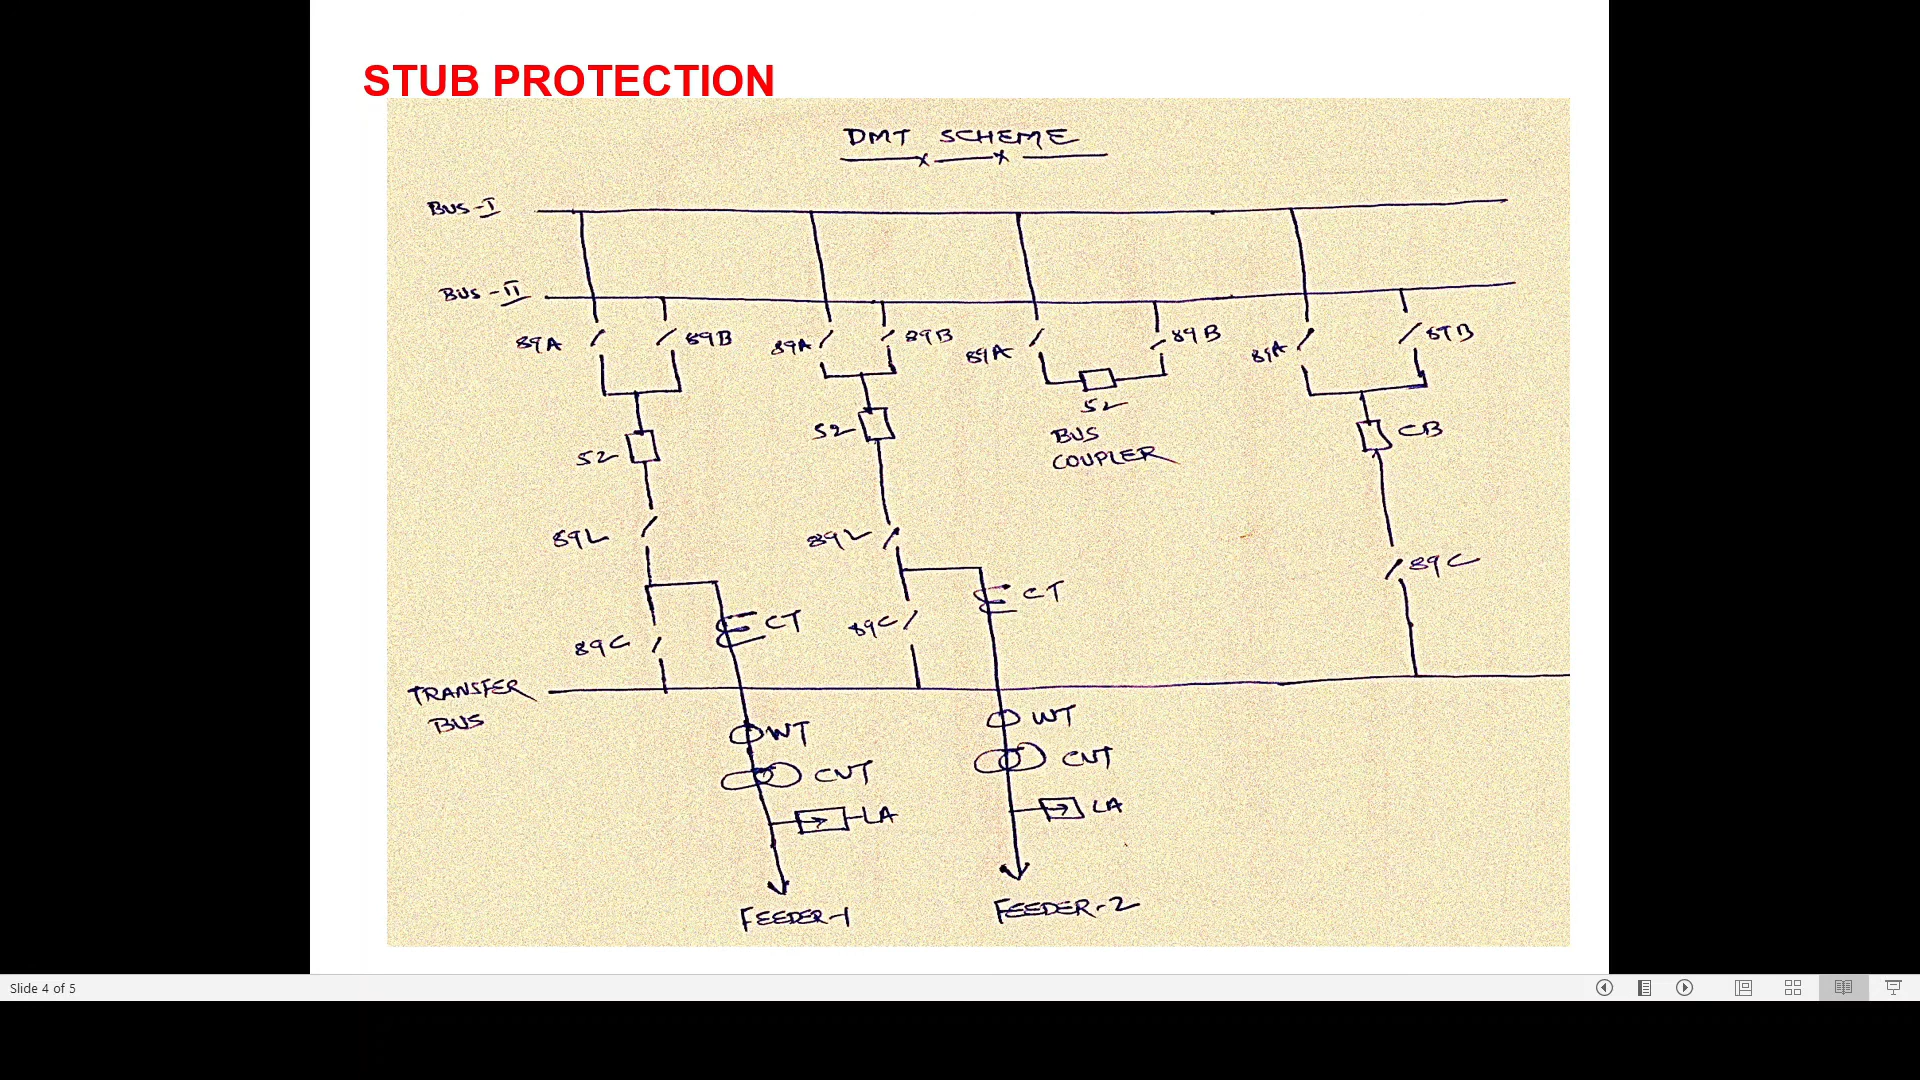 STUB PROTECTION
DMT SCHEME
BUS-I
BUS-II
89A
89B
89A
89B
89A
89B
89A
89B
52
52
52
BUS
COUPLER
CB
89L
89L
89C
89C
CT
89C
CT
TRANSFER
BUS
WT
WT
CVT
CVT
LA
LA
FEEDER-1
FEEDER-2
Slide 4 of 5